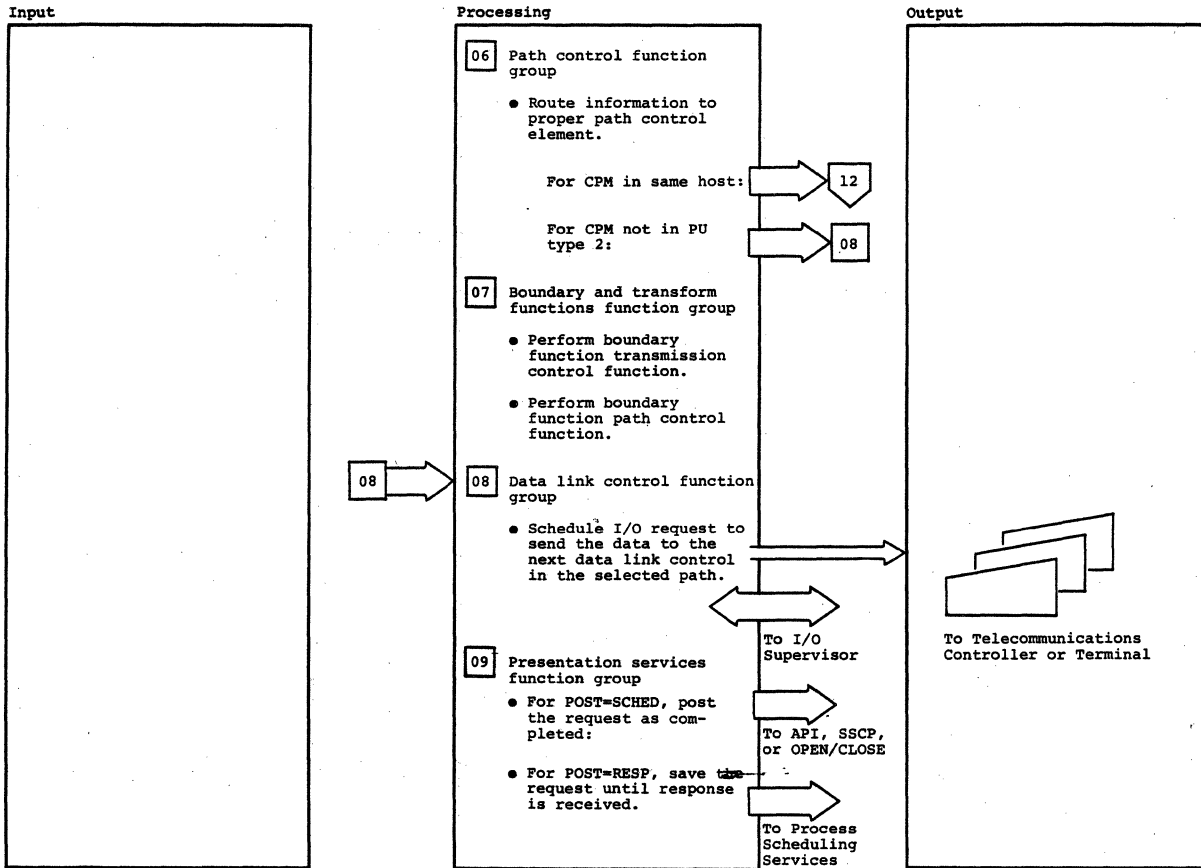 Input
Processing
Output
06 Path control function
group
● Route information to
proper path control
element.
For CPM in same host:
12
For CPM not in PU
type 2:
08
07 Boundary and transform
functions function group
● Perform boundary
function transmission
control function.
● Perform boundary
function path control
function.
08
08 Data link control function
group
● Schedule I/O request to
send the data to the
next data link control
in the selected path.
To I/O
Supervisor
To Telecommunications
Controller or Terminal
09 Presentation services
function group
● For POST=SCHED, post
the request as com-
pleted:
To API, SSCP,
or OPEN/CLOSE
● For POST=RESP, save the
request until response
is received.
To Process
Scheduling
Services